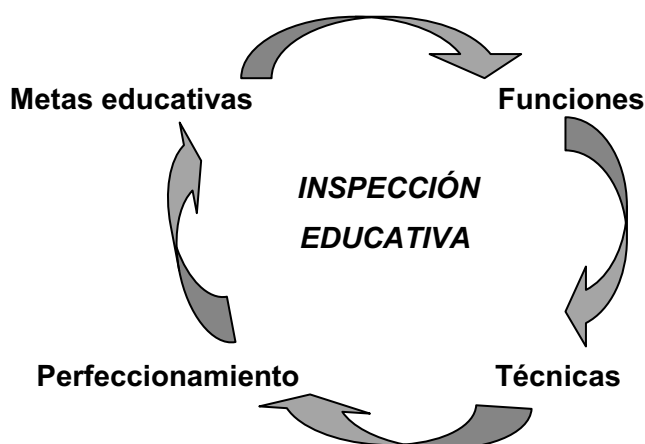 Metas educativas
Funciones
INSPECCIÓN
EDUCATIVA
Perfeccionamiento
Técnicas